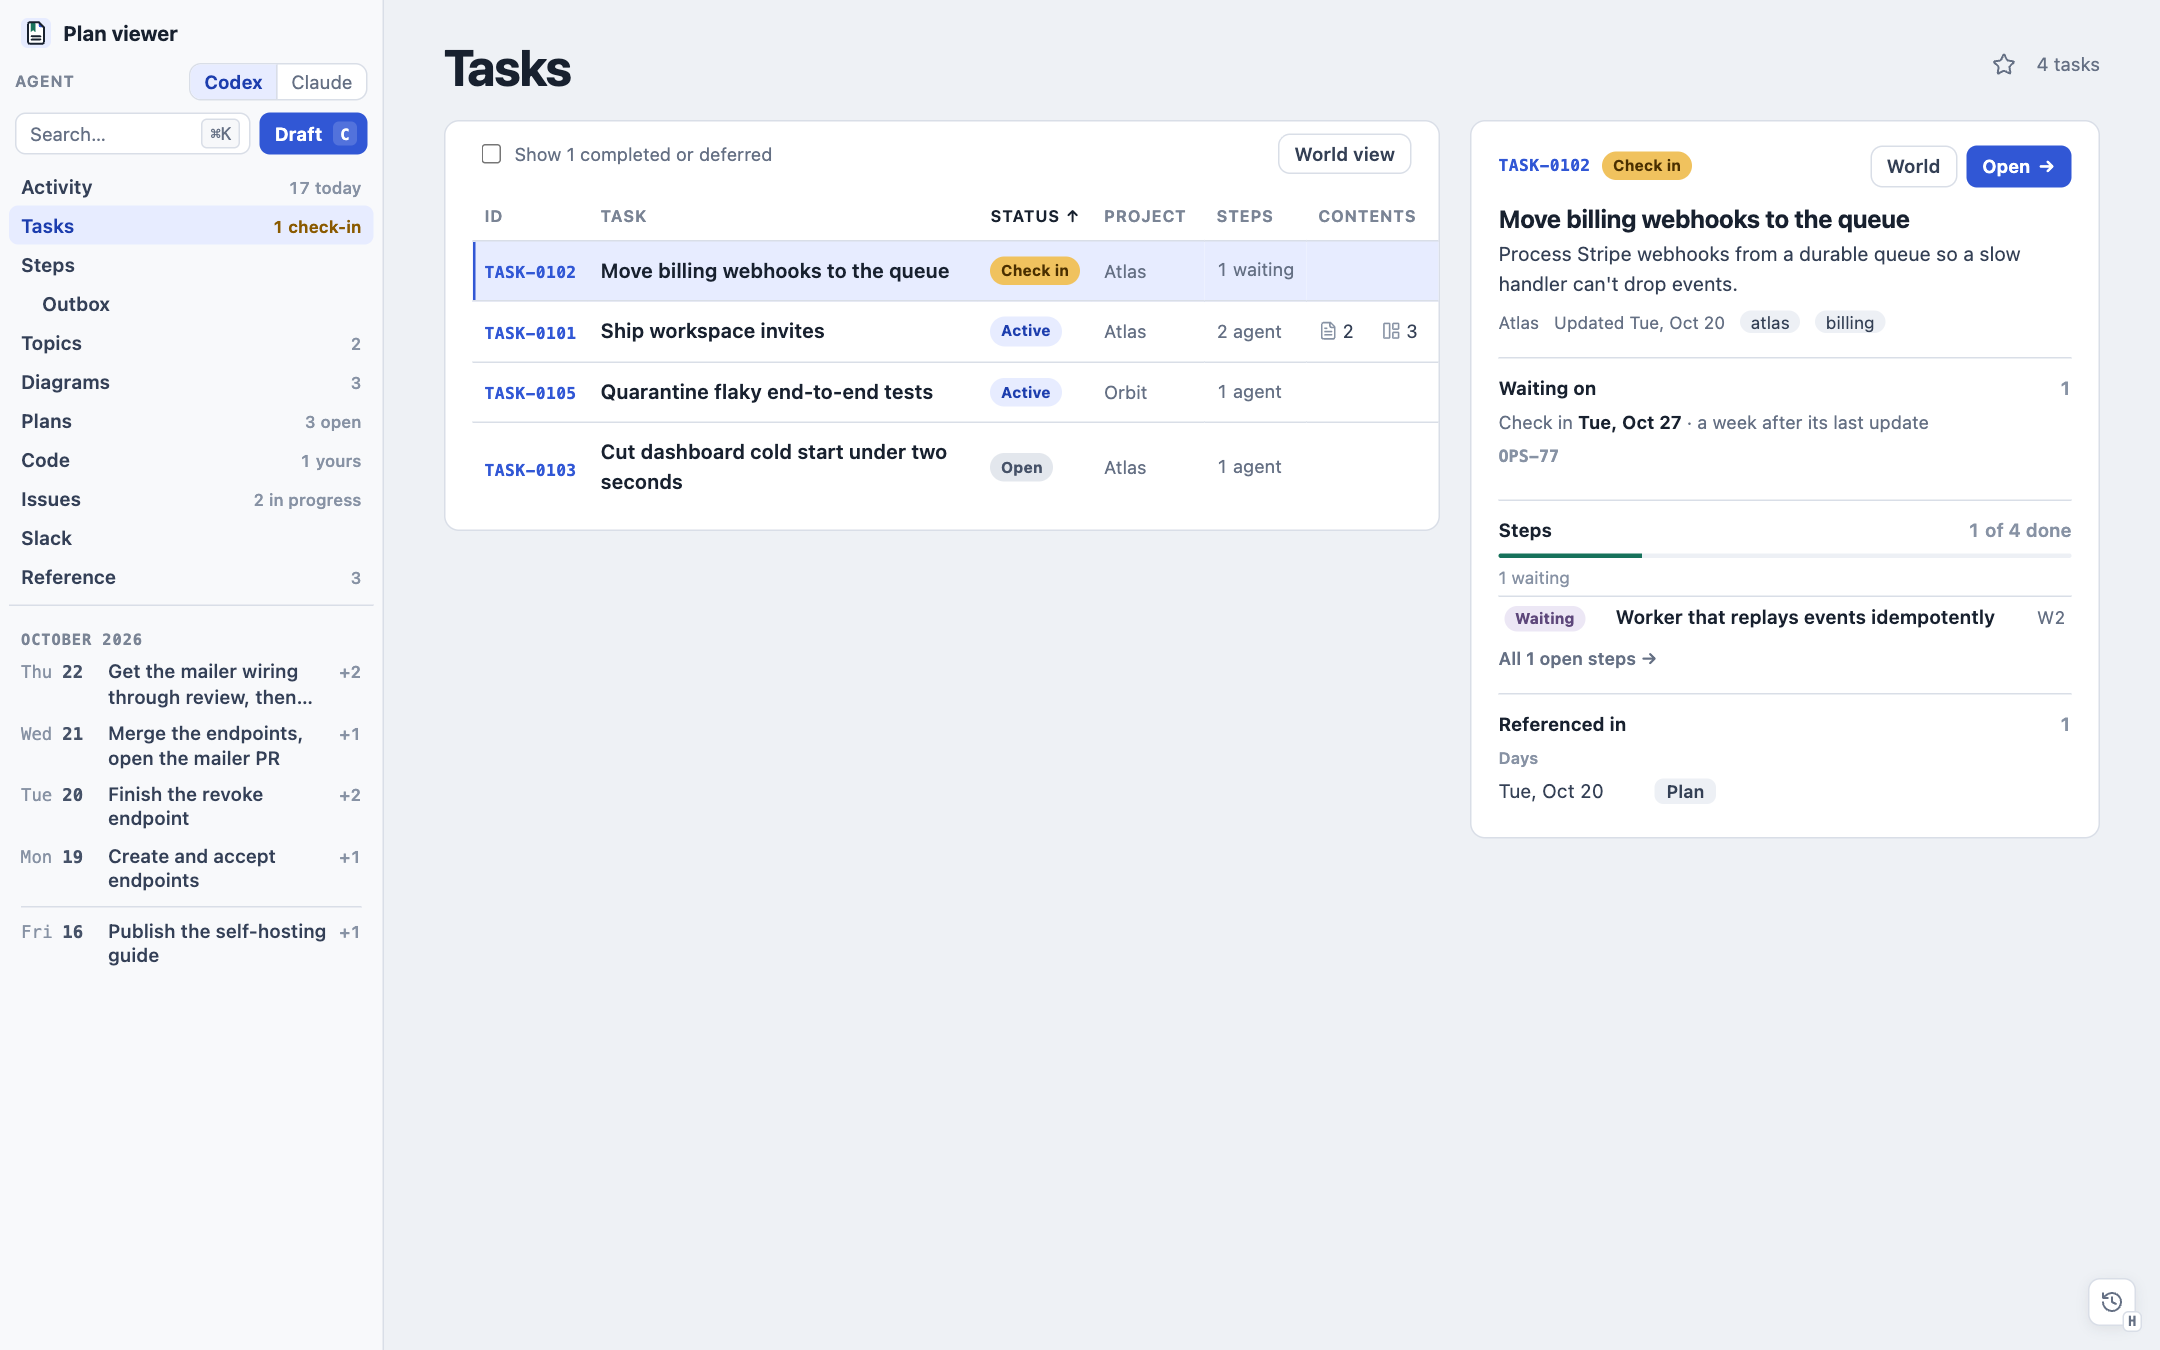 Plan viewer
AGENT
Codex
Claude
Search...
⌘K
Draft C
Activity 17 today
Tasks 1 check-in
Steps
Outbox
Topics 2
Diagrams 3
Plans 3 open
Code 1 yours
Issues 2 in progress
Slack
Reference 3
OCTOBER 2026
Thu 22 Get the mailer wiring +2
through review, then...
Wed 21 Merge the endpoints, +1
open the mailer PR
Tue 20 Finish the revoke +2
endpoint
Mon 19 Create and accept +1
endpoints
Fri 16 Publish the self-hosting +1
guide
Tasks
4 tasks
Show 1 completed or deferred
World view
ID TASK STATUS ↑ PROJECT STEPS CONTENTS
TASK-0102 Move billing webhooks to the queue Check in Atlas 1 waiting
TASK-0101 Ship workspace invites Active Atlas 2 agent 2 3
TASK-0105 Quarantine flaky end-to-end tests Active Orbit 1 agent
TASK-0103 Cut dashboard cold start under two seconds Open Atlas 1 agent
TASK-0102 Check in World Open →
Move billing webhooks to the queue
Process Stripe webhooks from a durable queue so a slow
handler can't drop events.
Atlas Updated Tue, Oct 20 atlas billing
Waiting on 1
Check in Tue, Oct 27 · a week after its last update
OPS-77
Steps 1 of 4 done
1 waiting
Waiting Worker that replays events idempotently W2
All 1 open steps →
Referenced in 1
Days
Tue, Oct 20 Plan
H